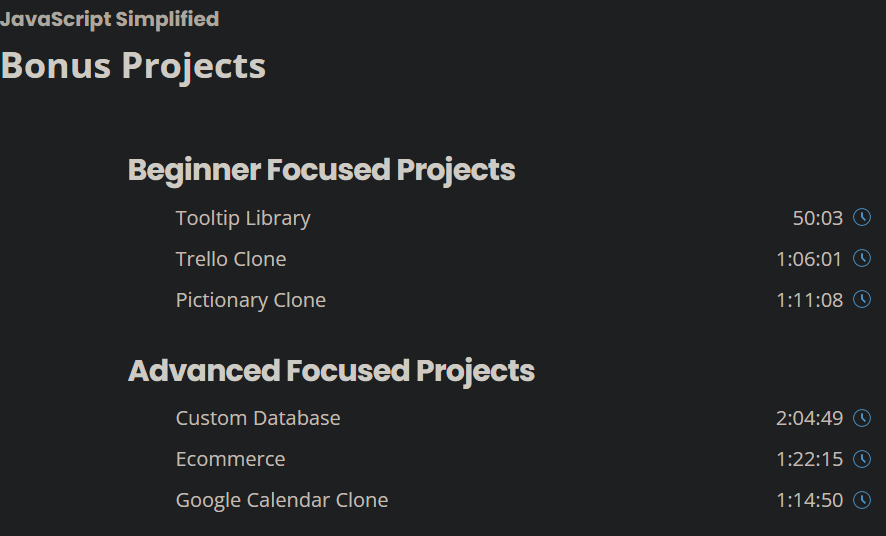 JavaScript Simplified
Bonus Projects
Beginner Focused Projects
Tooltip Library 50:03
Trello Clone 1:06:01
Pictionary Clone 1:11:08
Advanced Focused Projects
Custom Database 2:04:49
Ecommerce 1:22:15
Google Calendar Clone 1:14:50